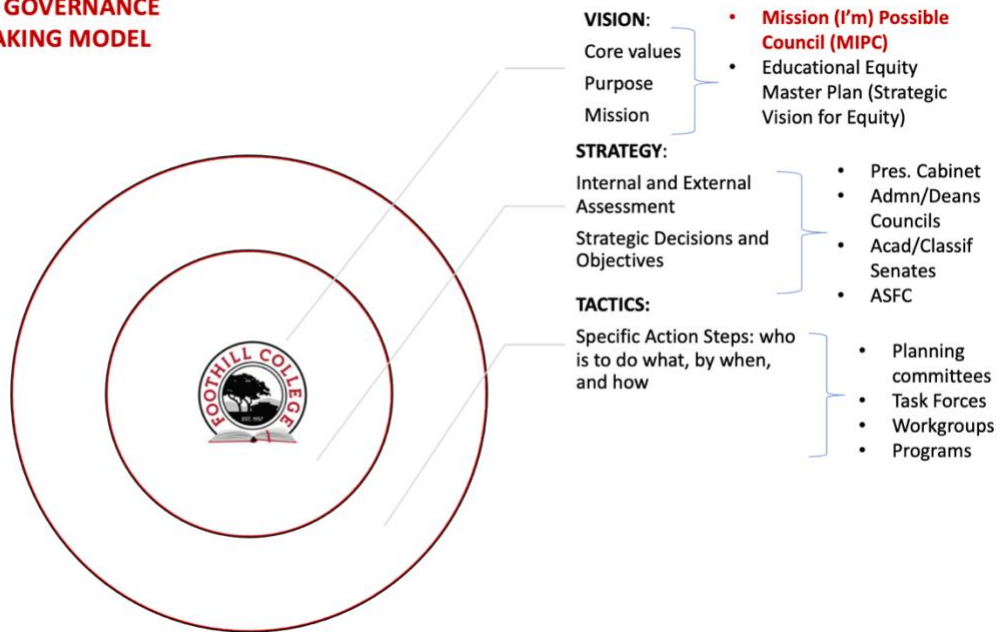 GOVERNANCE
AKING MODEL
VISION:
Core values
Purpose
Mission
• Mission (I'm) Possible
Council (MIPC)
• Educational Equity
Master Plan (Strategic
Vision for Equity)
STRATEGY:
Internal and External
Assessment
Strategic Decisions and
Objectives
• Pres. Cabinet
• Admn/Deans
Councils
• Acad/Classif
Senates
• ASFC
TACTICS:
Specific Action Steps: who
is to do what, by when,
and how
• Planning
committees
• Task Forces
• Workgroups
• Programs
FOOTHILL COLLEGE
EST. 1957